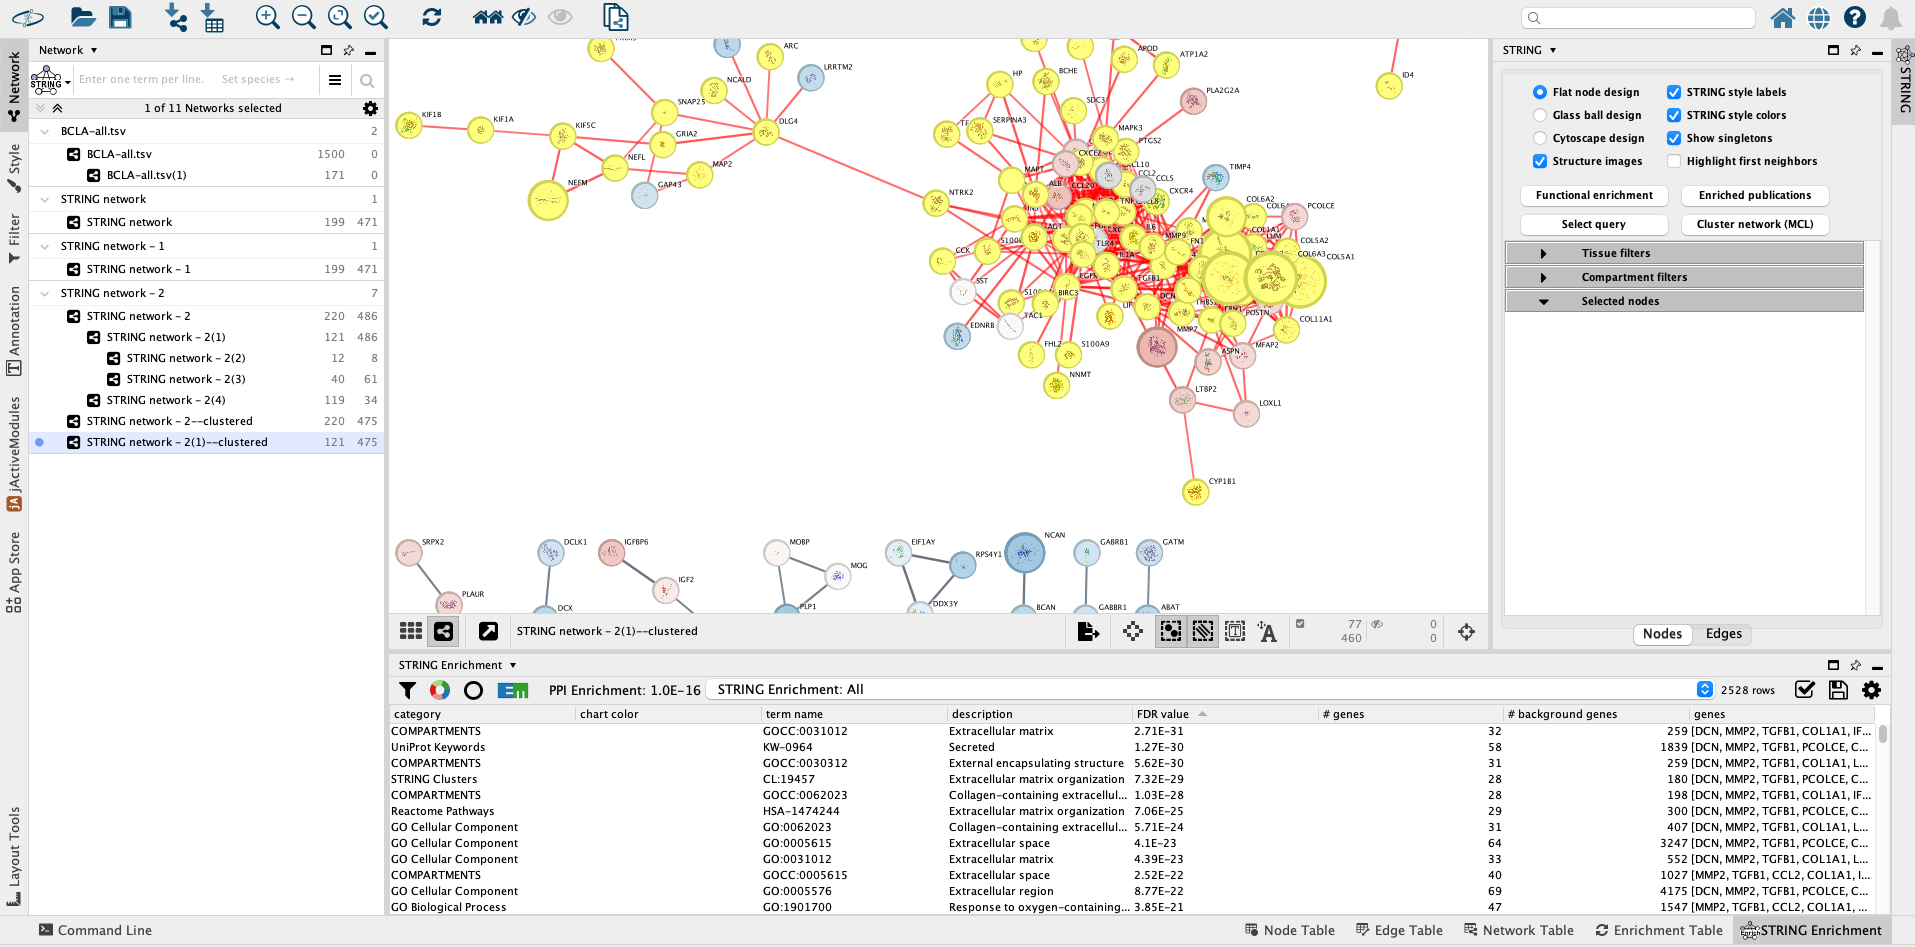 Network
Enter one term per line.
Set species →
STRING
1 of 11 Networks selected
BCLA-all.tsv 2
BCLA-all.tsv 1500 0
BCLA-all.tsv(1) 171 0
STRING network 1
STRING network 199 471
STRING network - 1 1
STRING network - 1 199 471
STRING network - 2 7
STRING network - 2 220 486
STRING network - 2(1) 121 486
STRING network - 2(2) 12 8
STRING network - 2(3) 40 61
STRING network - 2(4) 119 34
STRING network - 2--clustered 220 475
STRING network - 2(1)--clustered 121 475
Network
Style
Filter
Annotation
jActiveModules
App Store
Layout Tools
ARC
LRRTM2
NCALD
SNAP25
DLG4
KIF1B
KIF1A
KIF5C
GRIA2
NEFL
MAP2
NEFM
GAP43
APOD
ATP1A2
ID4
HP
BCHE
PLA2G2A
SDC3
TF
SERPINA3
MAPK3
PTGS2
MAPT
CXCL10
CCL2
CCL5
TIMP4
ALB
CCL20
CXCR4
NTRK2
COL6A2
PCOLCE
COL1A1
LUM
COL5A2
COL6A3
COL5A1
AGT
TLR4
IL6
MMP9
FN1
IL1A
CCK
SST
EGFR
TGFB1
BIRC3
DCN
LIF
TAC1
POSTN
COL11A1
EDNRB
MMP7
FHL2
S100A9
ASPN
MFAP2
NNMT
LTBP2
LOXL1
CYP1B1
SRPX2
DCLK1
IGFBP6
MOBP
EIF1AY
NCAN
GABRB1
GATM
RPS4Y1
MOG
IGF2
PLAUR
DCX
PLP1
DDX3Y
BCAN
GABBR1
ABAT
STRING network - 2(1)--clustered
77 0
460 0
STRING
Flat node design
STRING style labels
Glass ball design
STRING style colors
Cytoscape design
Show singletons
Structure images
Highlight first neighbors
Functional enrichment
Enriched publications
Select query
Cluster network (MCL)
Tissue filters
Compartment filters
Selected nodes
Nodes Edges
STRING
STRING Enrichment
PPI Enrichment: 1.0E-16 STRING Enrichment: All 2528 rows
category chart color term name description FDR value # genes # background genes genes
COMPARTMENTS GOCC:0031012 Extracellular matrix 2.71E-31 32 259 [DCN, MMP2, TGFB1, COL1A1, IF...
UniProt Keywords KW-0964 Secreted 1.27E-30 58 1839 [DCN, MMP2, TGFB1, PCOLCE, C...
COMPARTMENTS GOCC:0030312 External encapsulating structure 5.62E-30 31 259 [DCN, MMP2, TGFB1, COL1A1, L...
STRING Clusters CL:19457 Extracellular matrix organization 7.32E-29 28 180 [DCN, MMP2, TGFB1, PCOLCE, C...
COMPARTMENTS GOCC:0062023 Collagen-containing extracellul... 1.03E-28 28 198 [DCN, MMP2, TGFB1, COL1A1, IF...
Reactome Pathways HSA-1474244 Extracellular matrix organization 7.06E-25 29 300 [DCN, MMP2, TGFB1, PCOLCE, C...
GO Cellular Component GO:0062023 Collagen-containing extracellul... 5.71E-24 31 407 [DCN, MMP2, TGFB1, COL1A1, L...
GO Cellular Component GO:0005615 Extracellular space 4.1E-23 64 3247 [DCN, MMP2, TGFB1, PCOLCE, C...
GO Cellular Component GO:0031012 Extracellular matrix 4.39E-23 33 552 [DCN, MMP2, TGFB1, COL1A1, L...
COMPARTMENTS GOCC:0005615 Extracellular space 2.52E-22 40 1027 [MMP2, TGFB1, CCL2, COL1A1, I...
GO Cellular Component GO:0005576 Extracellular region 8.77E-22 69 4175 [DCN, MMP2, TGFB1, PCOLCE, C...
GO Biological Process GO:1901700 Response to oxygen-containing... 3.85E-21 47 1547 [MMP2, TGFB1, CCL2, COL1A1, ...
Command Line
Node Table
Edge Table
Network Table
Enrichment Table
STRING Enrichment